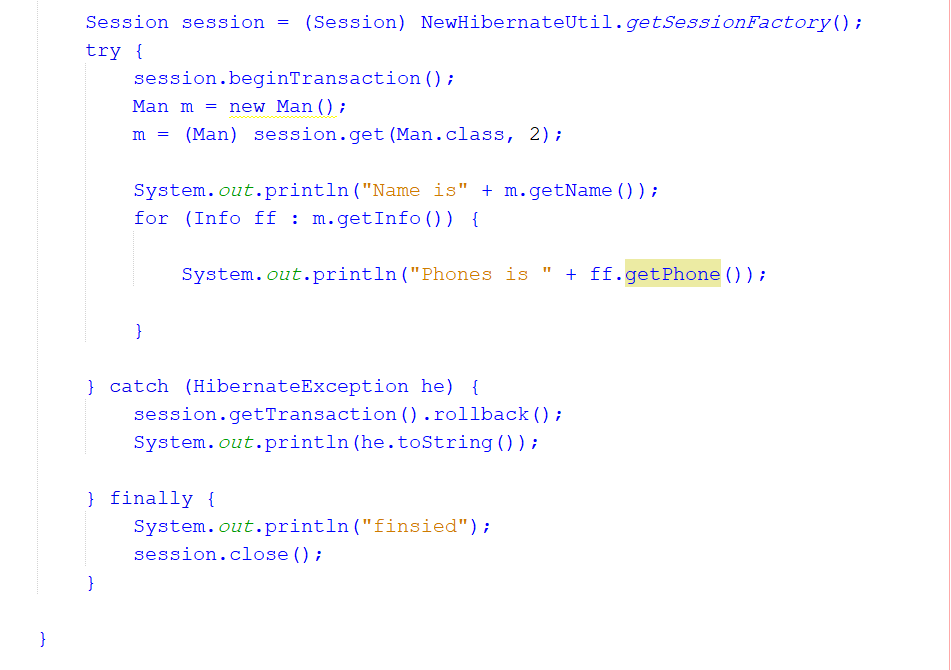 Session session = (Session) NewHibernateUtil.getSessionFactory();
try {
session.beginTransaction();
Man m = new Man();
m = (Man) session.get(Man.class, 2);
System.out.println("Name is" + m.getName());
for (Info ff : m.getInfo()) {
System.out.println("Phones is " + ff.getPhone());
}
} catch (HibernateException he) {
session.getTransaction().rollback();
System.out.println(he.toString());
} finally {
System.out.println("finsied");
session.close();
}
}